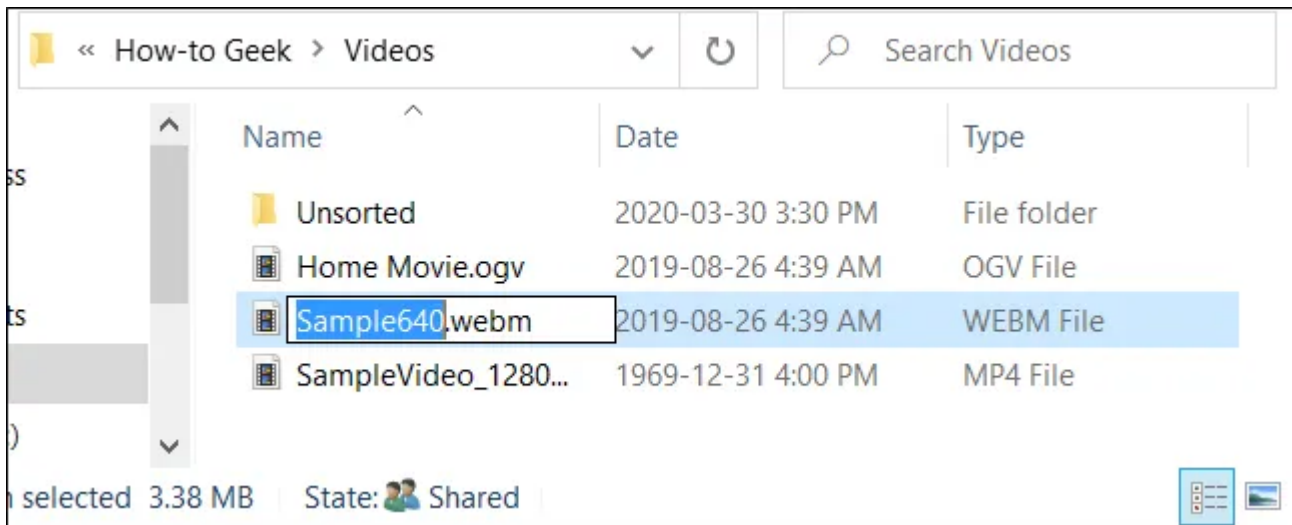 « How-to Geek > Videos
Search Videos
Name Date Type
ss
Unsorted 2020-03-30 3:30 PM File folder
Home Movie.ogv 2019-08-26 4:39 AM OGV File
ts
Sample640.webm 2019-08-26 4:39 AM WEBM File
SampleVideo_1280... 1969-12-31 4:00 PM MP4 File
:)
selected 3.38 MB State: Shared